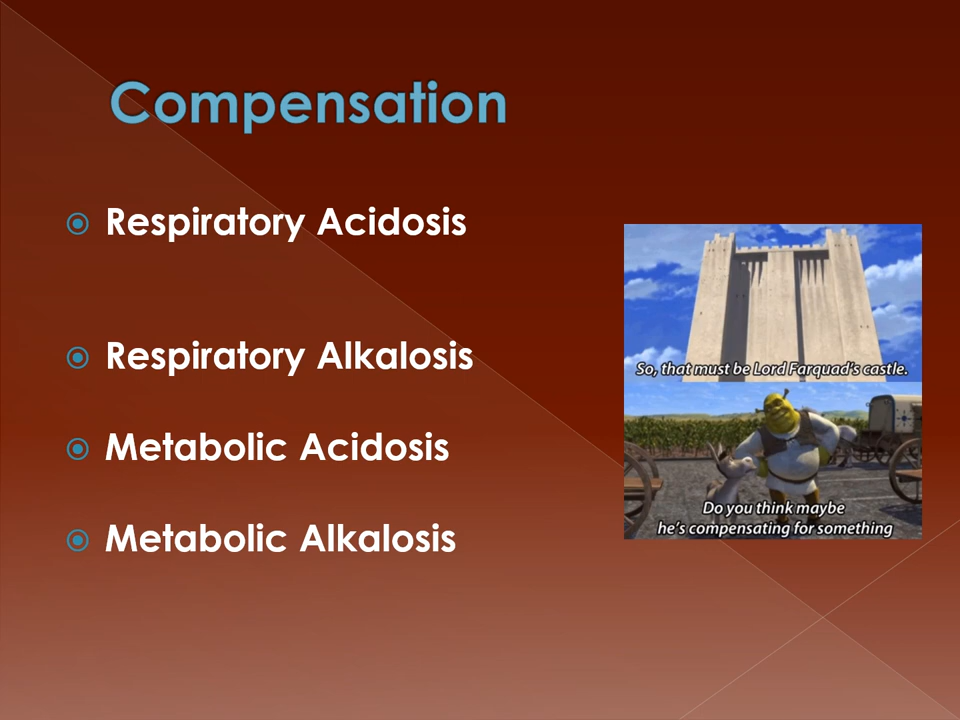 Compensation
Respiratory Acidosis
Respiratory Alkalosis
Metabolic Acidosis
Metabolic Alkalosis
So, that must be Lord Farquad's castle.
Do you think maybe
he's compensating for something